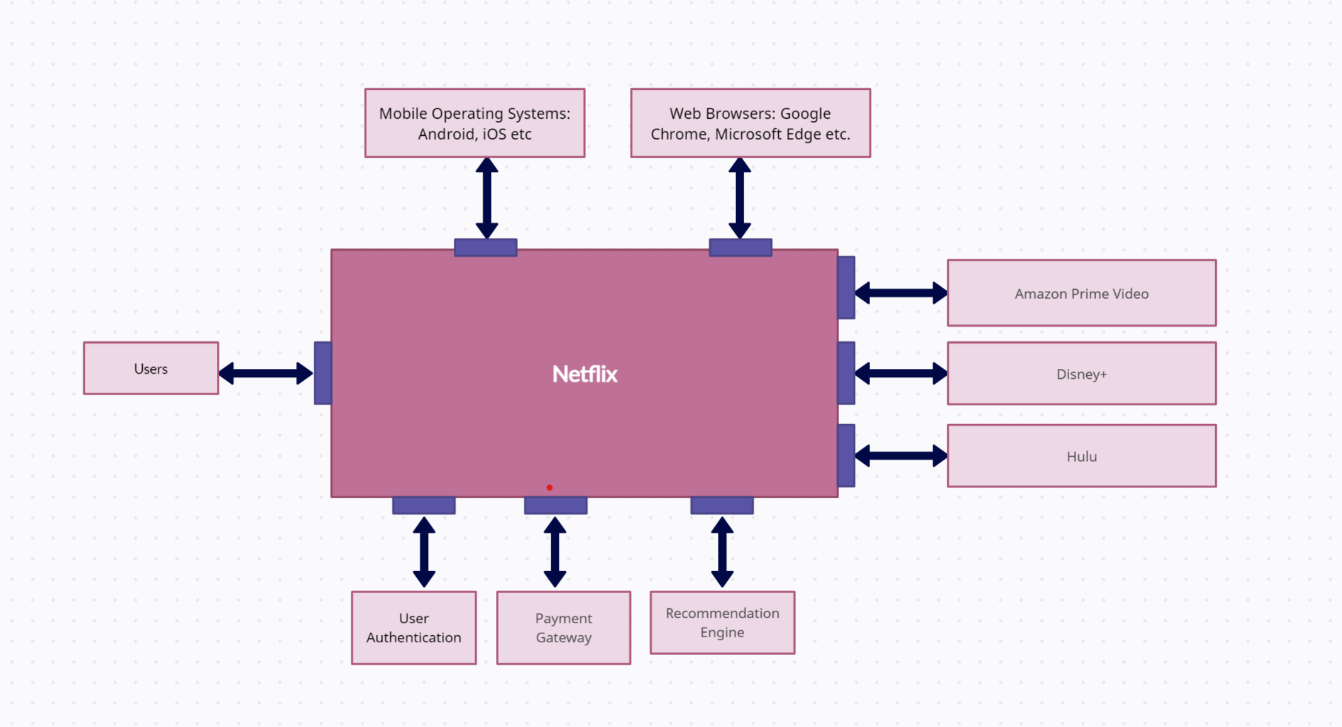 Mobile Operating Systems:
Android, iOS etc
Web Browsers: Google
Chrome, Microsoft Edge etc.
Amazon Prime Video
Users
Netflix
Disney+
Hulu
User
Authentication
Payment
Gateway
Recommendation
Engine